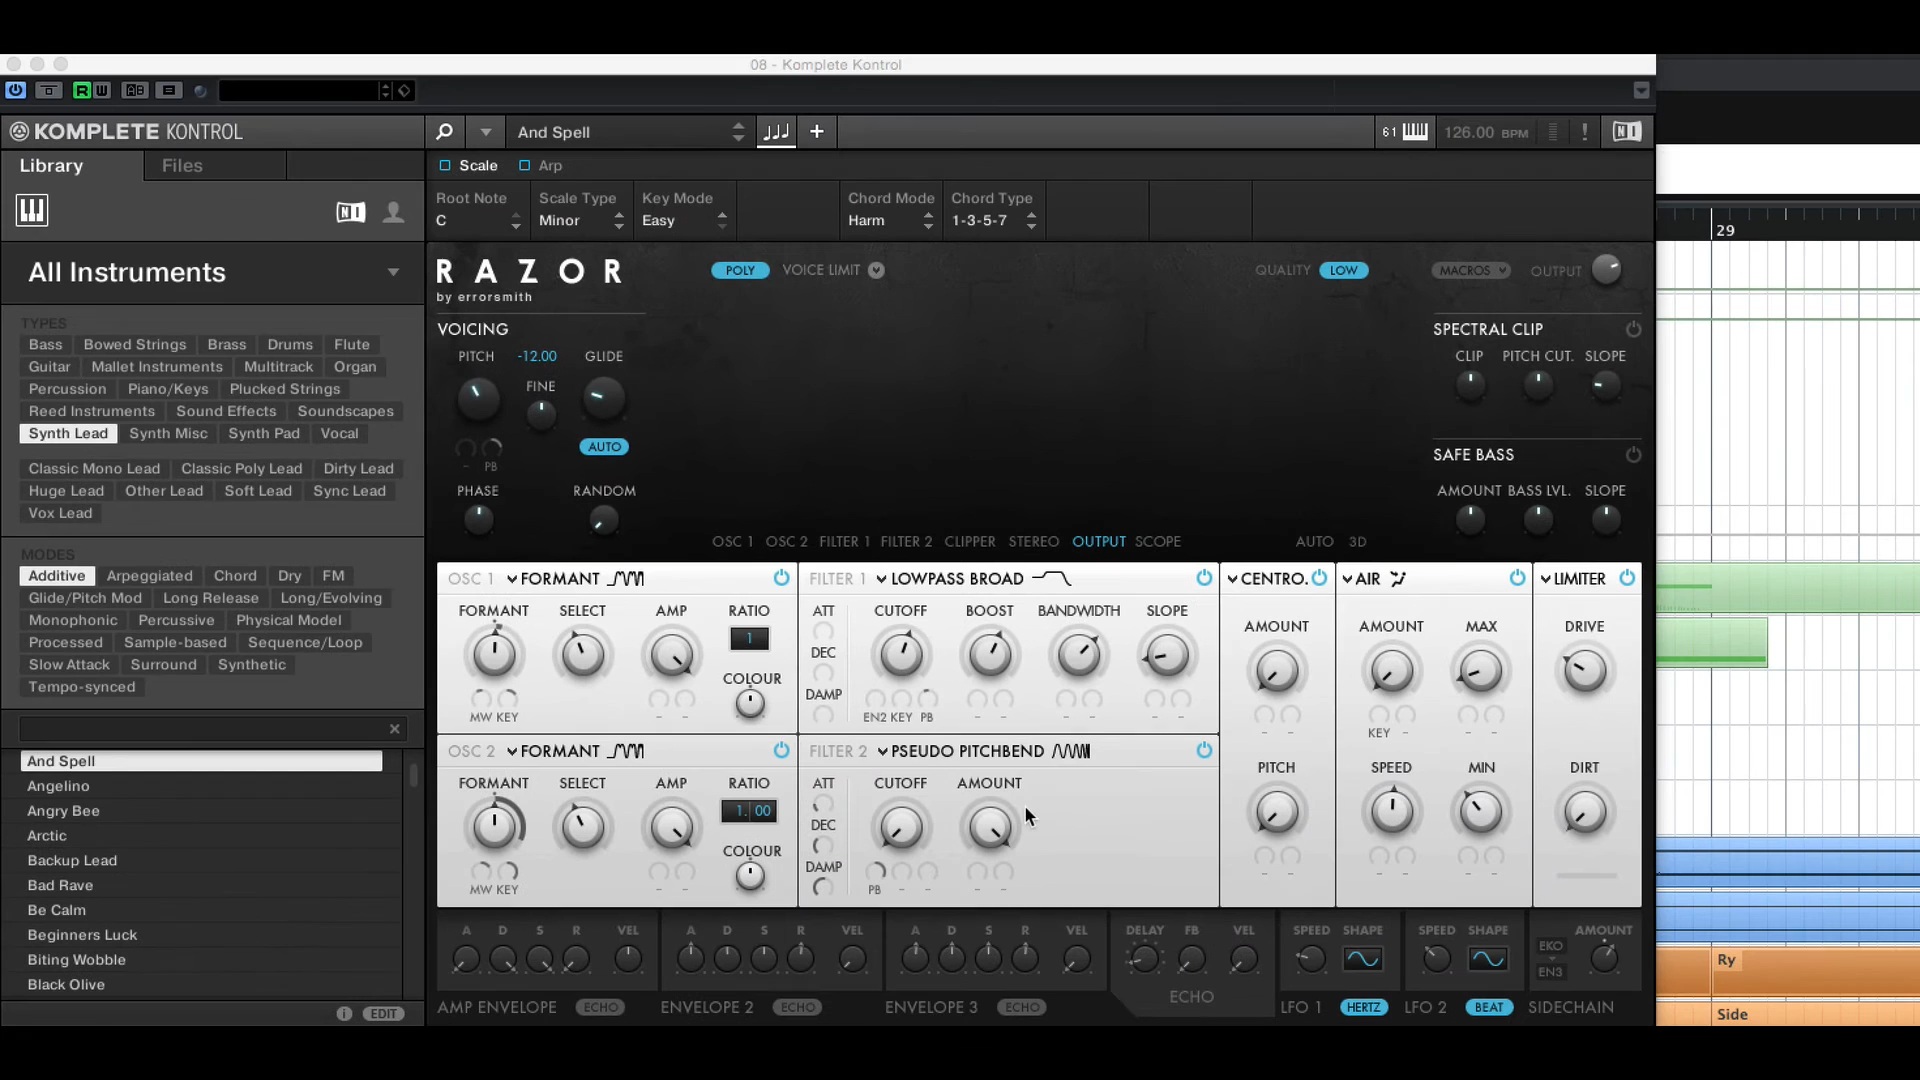 08 - Komplete Kontrol
R W AB
KOMPLETE KONTROL
And Spell
61
126.00 BPM
!
NI
Library Files
Scale Arp
NI
Root Note Scale Type Key Mode Chord Mode Chord Type
C Minor Easy Harm 1-3-5-7
29
All Instruments
RAZOR
by errorsmith
POLY VOICE LIMIT
QUALITY LOW MACROS OUTPUT
TYPES
Bass Bowed Strings Brass Drums Flute
Guitar Mallet Instruments Multitrack Organ
Percussion Piano/Keys Plucked Strings
Reed Instruments Sound Effects Soundscapes
Synth Lead Synth Misc Synth Pad Vocal
Classic Mono Lead Classic Poly Lead Dirty Lead
Huge Lead Other Lead Soft Lead Sync Lead
Vox Lead
MODES
Additive Arpeggiated Chord Dry FM
Glide/Pitch Mod Long Release Long/Evolving
Monophonic Percussive Physical Model
Processed Sample-based Sequence/Loop
Slow Attack Surround Synthetic
Tempo-synced
And Spell
Angelino
Angry Bee
Arctic
Backup Lead
Bad Rave
Be Calm
Beginners Luck
Biting Wobble
Black Olive
EDIT
VOICING
PITCH -12.00 GLIDE
FINE
AUTO
- PB
PHASE RANDOM
SPECTRAL CLIP
CLIP PITCH CUT. SLOPE
SAFE BASS
AMOUNT BASS LVL. SLOPE
OSC 1 OSC 2 FILTER 1 FILTER 2 CLIPPER STEREO OUTPUT SCOPE AUTO 3D
OSC 1 FORMANT
FORMANT SELECT AMP RATIO
1
COLOUR
MW KEY - -
FILTER 1 LOWPASS BROAD
ATT CUTOFF BOOST BANDWIDTH SLOPE
DEC
DAMP
EN2 KEY PB - - - - - -
OSC 2 FORMANT
FORMANT SELECT AMP RATIO
1. 00
COLOUR
MW KEY - -
FILTER 2 PSEUDO PITCHBEND
ATT CUTOFF AMOUNT
DEC
DAMP
PB - - - -
CENTRO.
AMOUNT
- -
PITCH
- -
AIR
AMOUNT MAX
KEY - - -
SPEED MIN
- - - -
LIMITER
DRIVE
DIRT
A D S R VEL
AMP ENVELOPE ECHO
A D S R VEL
ENVELOPE 2 ECHO
A D S R VEL
ENVELOPE 3 ECHO
DELAY FB VEL
ECHO
SPEED SHAPE
LFO 1 HERTZ
SPEED SHAPE
LFO 2 BEAT
AMOUNT
EKO
EN3
SIDECHAIN
Ry
Side